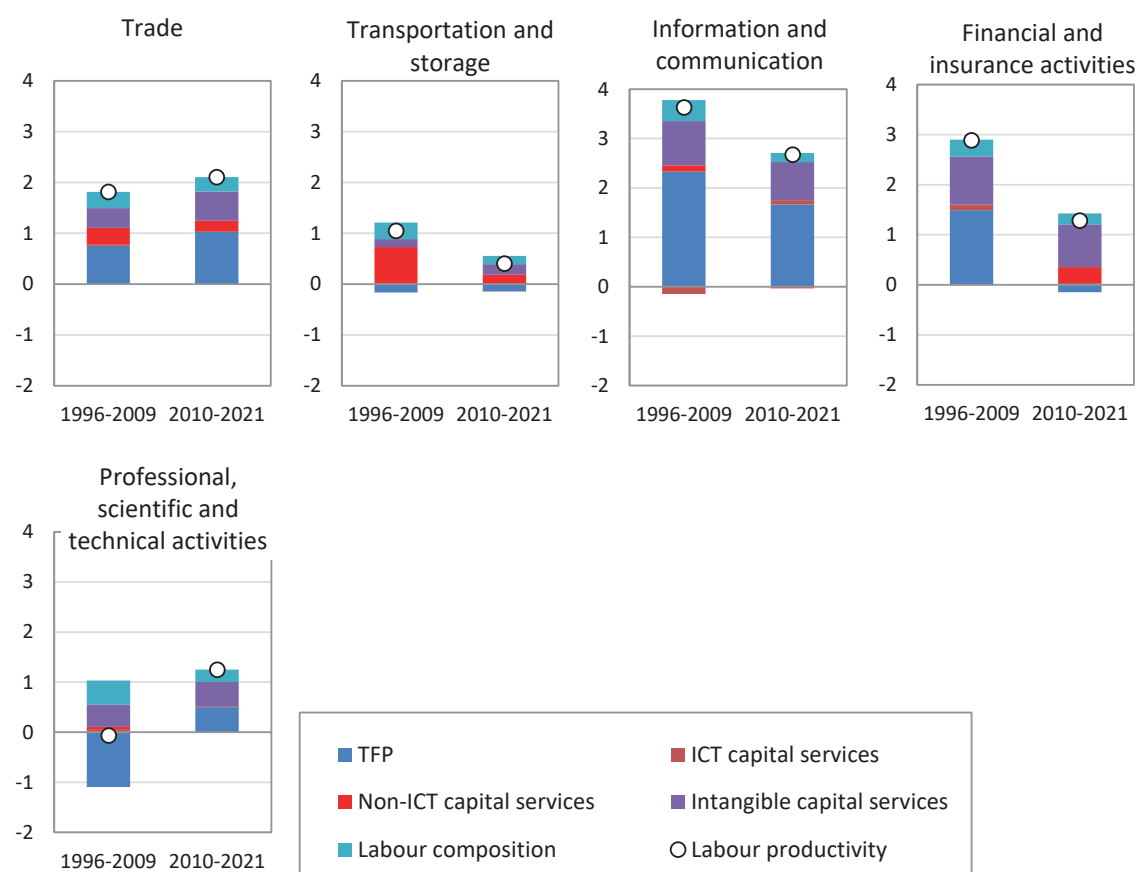 Trade
4
3
2
1
0
-1
-2
1996-2009 2010-2021
Transportation and
storage
4
3
2
1
0
-1
-2
1996-2009 2010-2021
Information and
communication
4
3
2
1
0
-1
-2
1996-2009 2010-2021
Financial and
insurance activities
4
3
2
1
0
-1
-2
1996-2009 2010-2021
Professional,
scientific and
technical activities
4
3
2
1
0
-1
-2
1996-2009 2010-2021
TFP
ICT capital services
Non-ICT capital services
Intangible capital services
Labour composition
Labour productivity